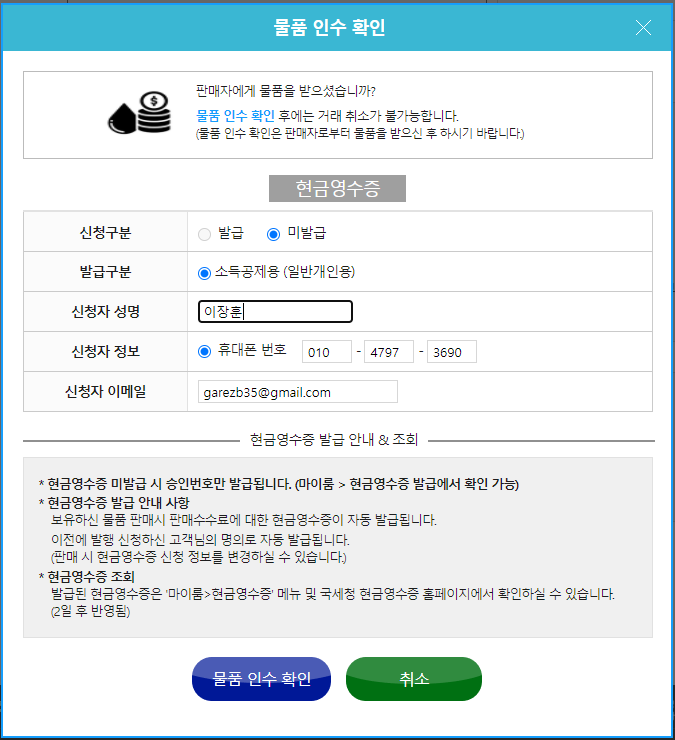 물품 인수 확인
판매자에게 물품을 받으셨습니까?
물품 인수 확인 후에는 거래 취소가 불가능합니다.
(물품 인수 확인은 판매자로부터 물품을 받으신 후 하시기 바랍니다.)
현금영수증
신청구분 발급 미발급
발급구분 소득공제용 (일반개인용)
신청자 성명 이장훈
신청자 정보 휴대폰 번호 010 - 4797 - 3690
신청자 이메일 garezb35@gmail.com
현금영수증 발급 안내 & 조회
* 현금영수증 미발급 시 승인번호만 발급됩니다. (마이룸 > 현금영수증 발급에서 확인 가능)
* 현금영수증 발급 안내 사항
보유하신 물품 판매시 판매수수료에 대한 현금영수증이 자동 발급됩니다.
이전에 발행 신청하신 고객님의 명의로 자동 발급됩니다.
(판매 시 현금영수증 신청 정보를 변경하실 수 있습니다.)
* 현금영수증 조회
발급된 현금영수증은 '마이룸>현금영수증' 메뉴 및 국세청 현금영수증 홈페이지에서 확인하실 수 있습니다.
(2일 후 반영됨)
물품 인수 확인 취소